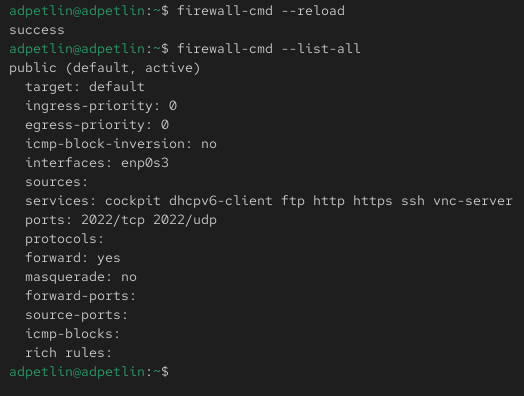 adpetlin@adpetlin:~$ firewall-cmd --reload
success
adpetlin@adpetlin:~$ firewall-cmd --list-all
public (default, active)
  target: default
  ingress-priority: 0
  egress-priority: 0
  icmp-block-inversion: no
  interfaces: enp0s3
  sources:
  services: cockpit dhcpv6-client ftp http https ssh vnc-server
  ports: 2022/tcp 2022/udp
  protocols:
  forward: yes
  masquerade: no
  forward-ports:
  source-ports:
  icmp-blocks:
  rich rules:
adpetlin@adpetlin:~$